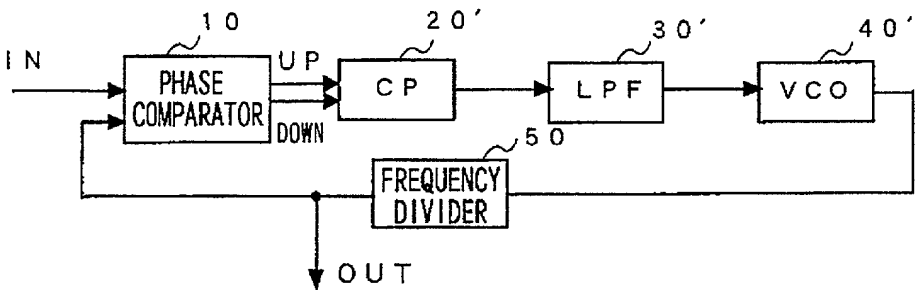 10
20'
30'
40'
IN
UP
PHASE
COMPARATOR
CP
LPF
VCO
DOWN
50
FREQUENCY
DIVIDER
OUT